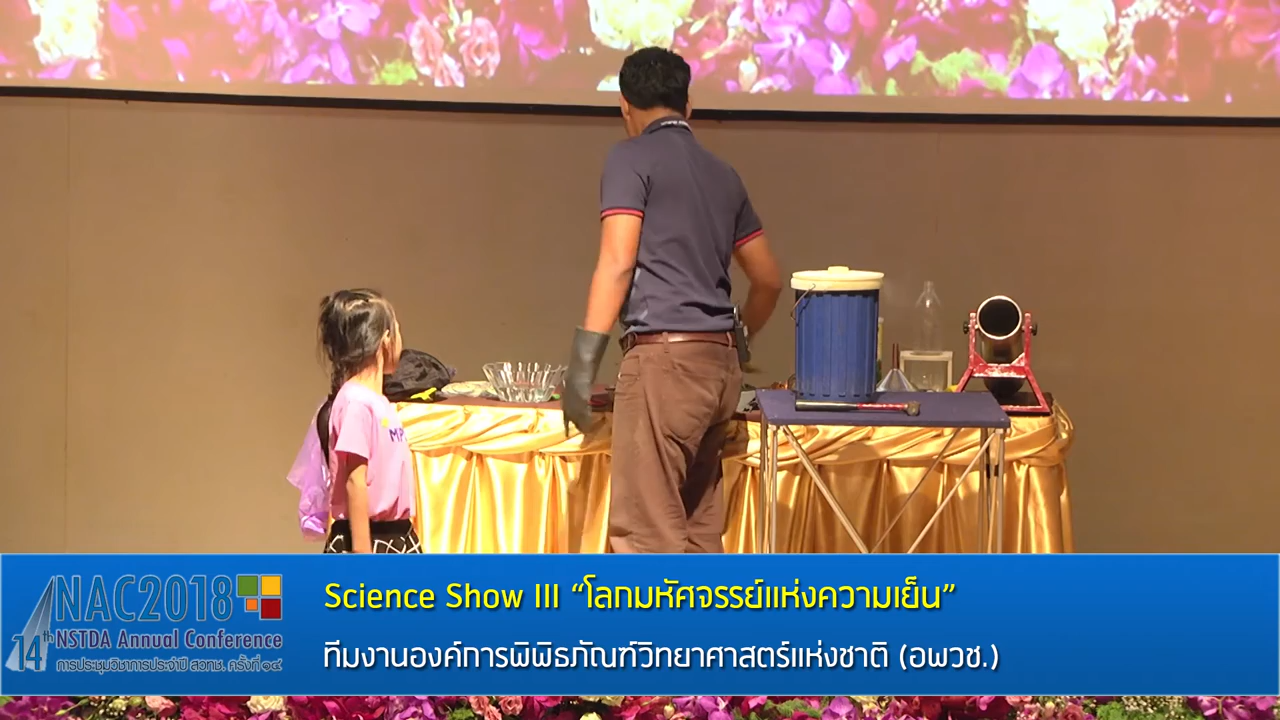 MP
NAC2018
14th NSTDA Annual Conference
การประชุมวิชาการประจำปี สวทช. ครั้งที่ ๑๔
Science Show III “โลกมหัศจรรย์แห่งความเย็น”
ทีมงานองค์การพิพิธภัณฑ์วิทยาศาสตร์แห่งชาติ (อพวช.)